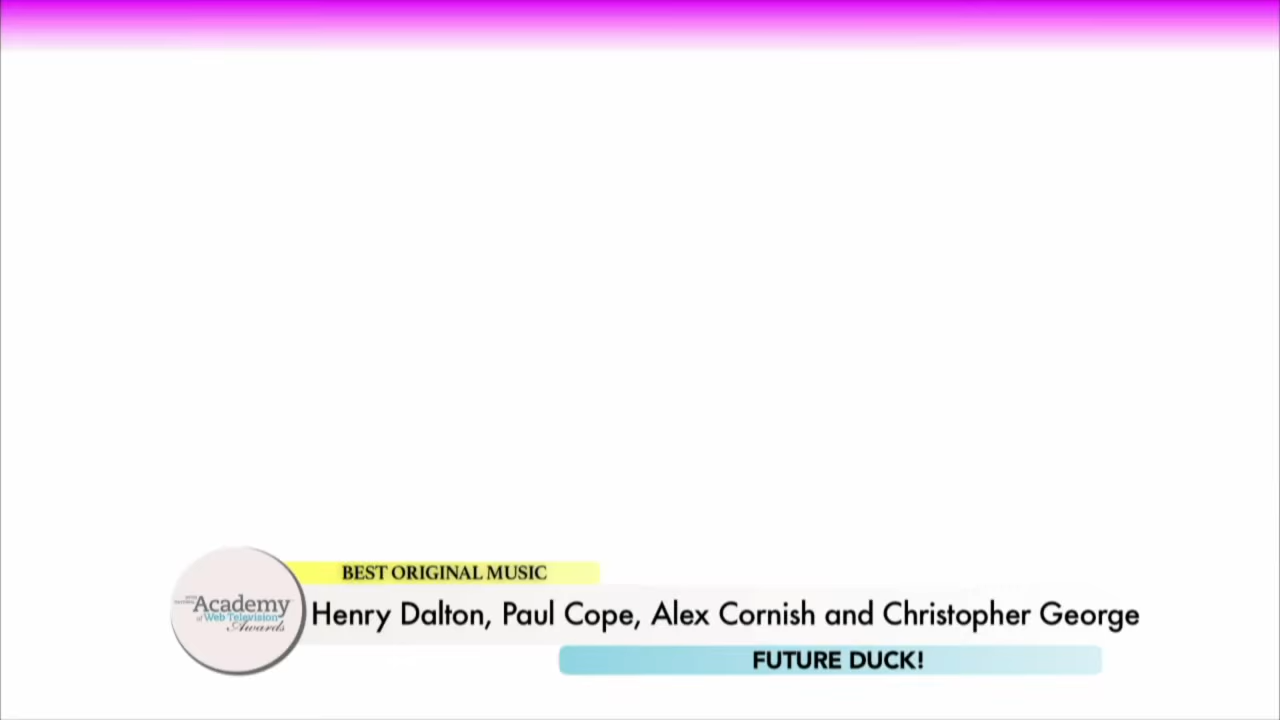 BEST ORIGINAL MUSIC
Academy
of Web Television
Awards
Henry Dalton, Paul Cope, Alex Cornish and Christopher George
FUTURE DUCK!